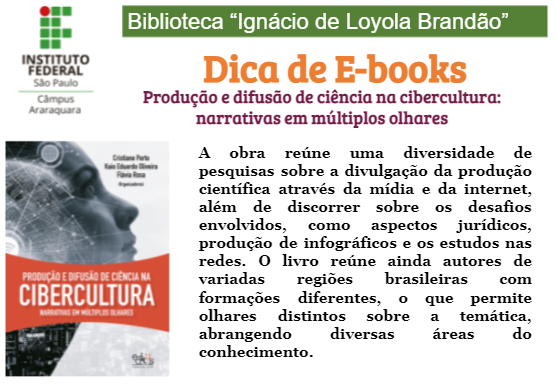 Biblioteca “Ignácio de Loyola Brandão”
INSTITUTO
FEDERAL
São Paulo
Câmpus
Araraquara
Dica de E-books
Produção e difusão de ciência na cibercultura:
narrativas em múltiplos olhares
Cristiane Porto
Kaio Eduardo Oliveira
Flávia Rosa
(Organizadores)
PRODUÇÃO E DIFUSÃO DE CIÊNCIA NA
CIBERCULTURA
NARRATIVAS EM MÚLTIPLOS OLHARES
A obra reúne uma diversidade de
pesquisas sobre a divulgação da produção
científica através da mídia e da internet,
além de discorrer sobre os desafios
envolvidos, como aspectos jurídicos,
produção de infográficos e os estudos nas
redes. O livro reúne ainda autores de
variadas regiões brasileiras com
formações diferentes, o que permite
olhares distintos sobre a temática,
abrangendo diversas áreas do
conhecimento.